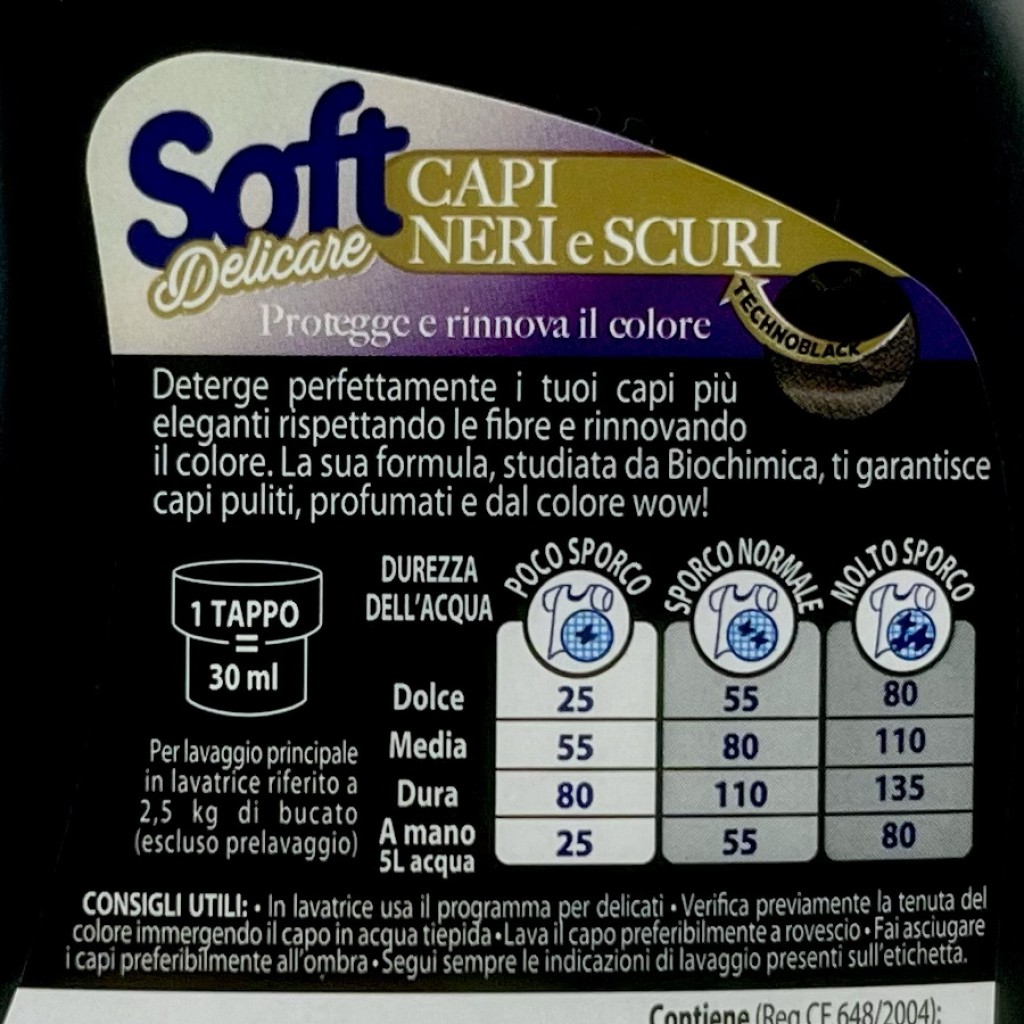 Soft
Delicare
CAPI
NERI e SCURI
Protegge e rinnova il colore
TECHNOBLACK
Deterge perfettamente i tuoi capi più
eleganti rispettando le fibre e rinnovando
il colore. La sua formula, studiata da Biochimica, ti garantisce
capi puliti, profumati e dal colore wow!
1 TAPPO
=
30 ml
Per lavaggio principale
in lavatrice riferito a
2,5 kg di bucato
(escluso prelavaggio)
DUREZZA
DELL'ACQUA
POCO SPORCO
SPORCO NORMALE
MOLTO SPORCO
Dolce 25 55 80
Media 55 80 110
Dura 80 110 135
A mano
5L acqua 25 55 80
CONSIGLI UTILI: • In lavatrice usa il programma per delicati • Verifica previamente la tenuta del
colore immergendo il capo in acqua tiepida • Lava il capo preferibilmente a rovescio • Fai asciugare
i capi preferibilmente all'ombra • Segui sempre le indicazioni di lavaggio presenti sull'etichetta.
Contiene (Reg CE 648/2004):